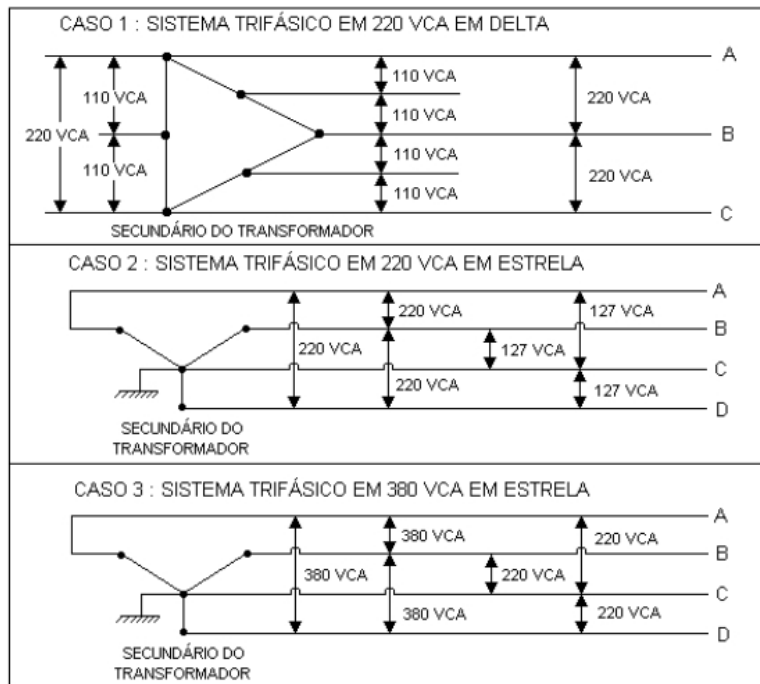 CASO 1 : SISTEMA TRIFÁSICO EM 220 VCA EM DELTA
A
110 VCA
110 VCA
110 VCA
220 VCA
220 VCA
B
110 VCA
110 VCA
220 VCA
110 VCA
C
SECUNDÁRIO DO TRANSFORMADOR
CASO 2 : SISTEMA TRIFÁSICO EM 220 VCA EM ESTRELA
A
220 VCA
127 VCA
B
220 VCA
127 VCA
C
220 VCA
127 VCA
D
SECUNDÁRIO DO
TRANSFORMADOR
CASO 3 : SISTEMA TRIFÁSICO EM 380 VCA EM ESTRELA
A
380 VCA
220 VCA
B
380 VCA
220 VCA
C
380 VCA
220 VCA
D
SECUNDÁRIO DO
TRANSFORMADOR